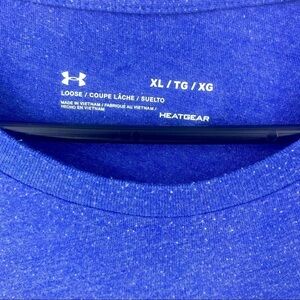 XL / TG / XG
LOOSE / COUPE LÂCHE / SUELTO
MADE IN VIETNAM / FABRIQUÉ AU VIETNAM /
HECHO EN VIETNAM
HEATGEAR